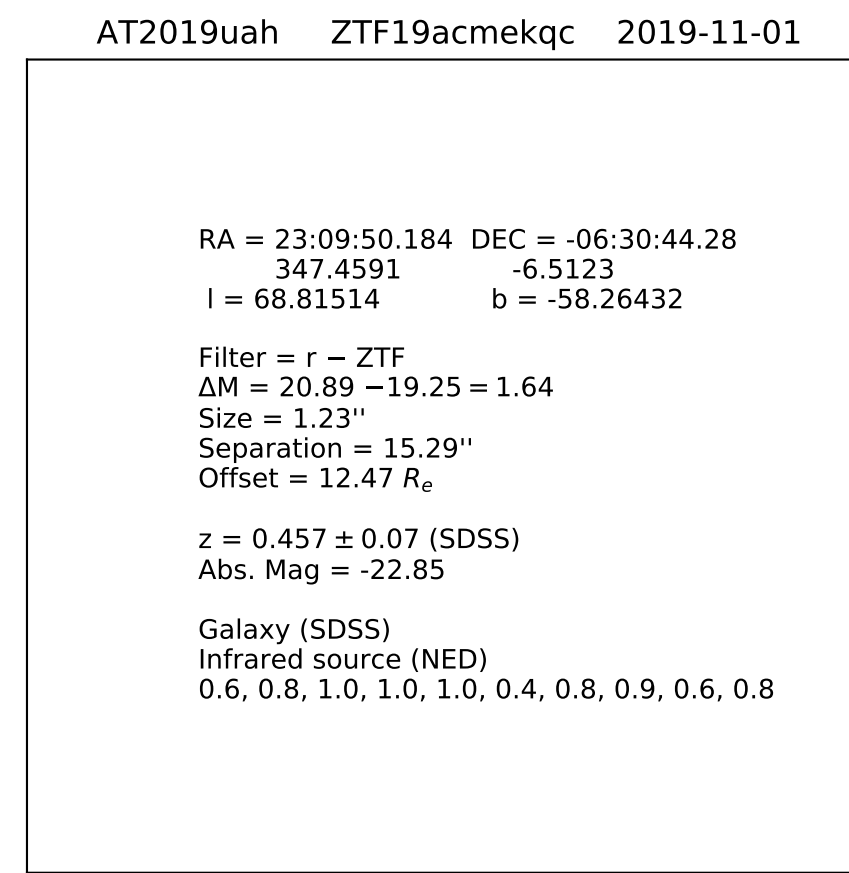 AT2019uah ZTF19acmekqc 2019-11-01
RA = 23:09:50.184 DEC = -06:30:44.28
347.4591 -6.5123
l = 68.81514 b = -58.26432
Filter = r − ZTF
ΔM = 20.89 −19.25 = 1.64
Size = 1.23''
Separation = 15.29''
Offset = 12.47 Rₑ
z = 0.457 ± 0.07 (SDSS)
Abs. Mag = -22.85
Galaxy (SDSS)
Infrared source (NED)
0.6, 0.8, 1.0, 1.0, 1.0, 0.4, 0.8, 0.9, 0.6, 0.8